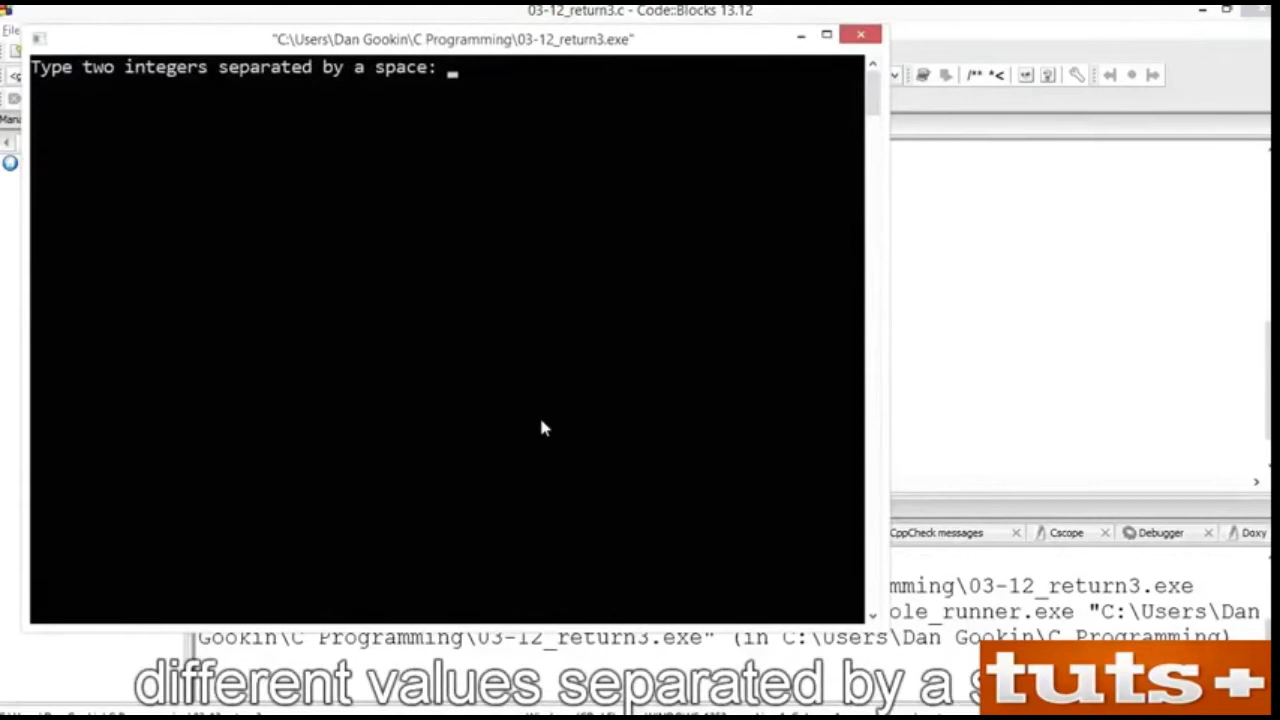 03-12_return3.c - Code::Blocks 13.12
File
"C:\Users\Dan Gookin\C Programming\03-12_return3.exe"
Type two integers separated by a space: _
/** *<
Mana
CppCheck messages
Cscope
Debugger
Doxy
mming\03-12_return3.exe
ole_runner.exe "C:\Users\Dan
Gookin\C Programming\03-12_return3.exe" (in C:\Users\Dan Gookin\C Programming)
different values separated by a s
tuts+